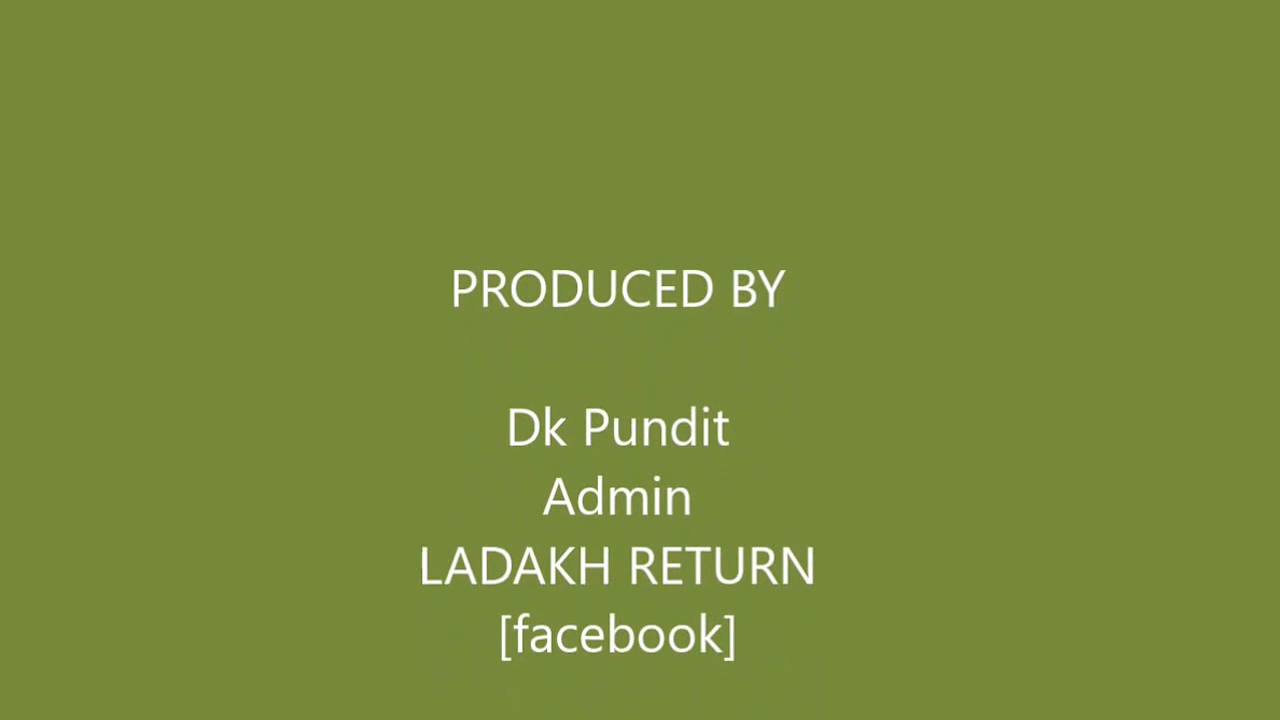 PRODUCED BY
Dk Pundit
Admin
LADAKH RETURN
[facebook]